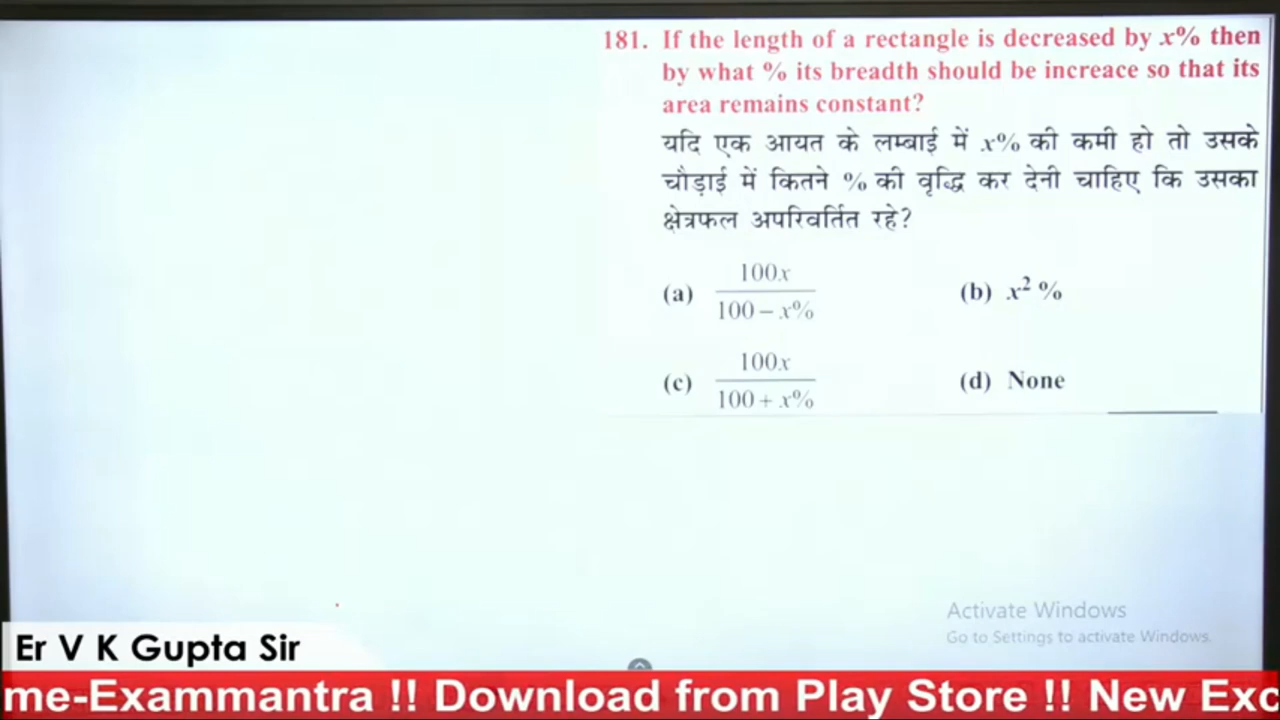 181. If the length of a rectangle is decreased by x% then
by what % its breadth should be increace so that its
area remains constant?
यदि एक आयत के लम्बाई में x% की कमी हो तो उसके
चौड़ाई में कितने % की वृद्धि कर देनी चाहिए कि उसका
क्षेत्रफल अपरिवर्तित रहे?
(a) 100x / 100 – x%
(b) x² %
(c) 100x / 100 + x%
(d) None
Activate Windows
Go to Settings to activate Windows.
Er V K Gupta Sir
me-Exammantra !! Download from Play Store !! New Exc